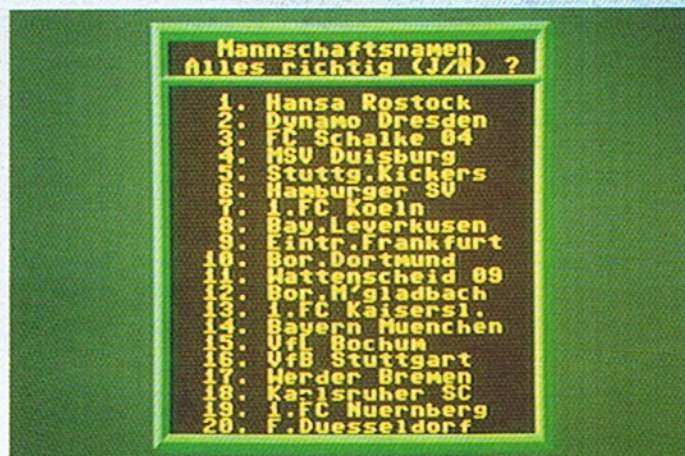 Mannschaftsnamen
Alles richtig (J/N) ?
1. Hansa Rostock
2. Dynamo Dresden
3. FC Schalke 04
4. MSV Duisburg
5. Stuttg.Kickers
6. Hamburger SV
7. 1.FC Koeln
8. Bay.Leverkusen
9. Eintr.Frankfurt
10. Bor.Dortmund
11. Wattenscheid 09
12. Bor.M'gladbach
13. 1.FC Kaisersl.
14. Bayern Muenchen
15. VfL Bochum
16. VfB Stuttgart
17. Werder Bremen
18. Karlsruher SC
19. 1.FC Nuernberg
20. F.Duesseldorf